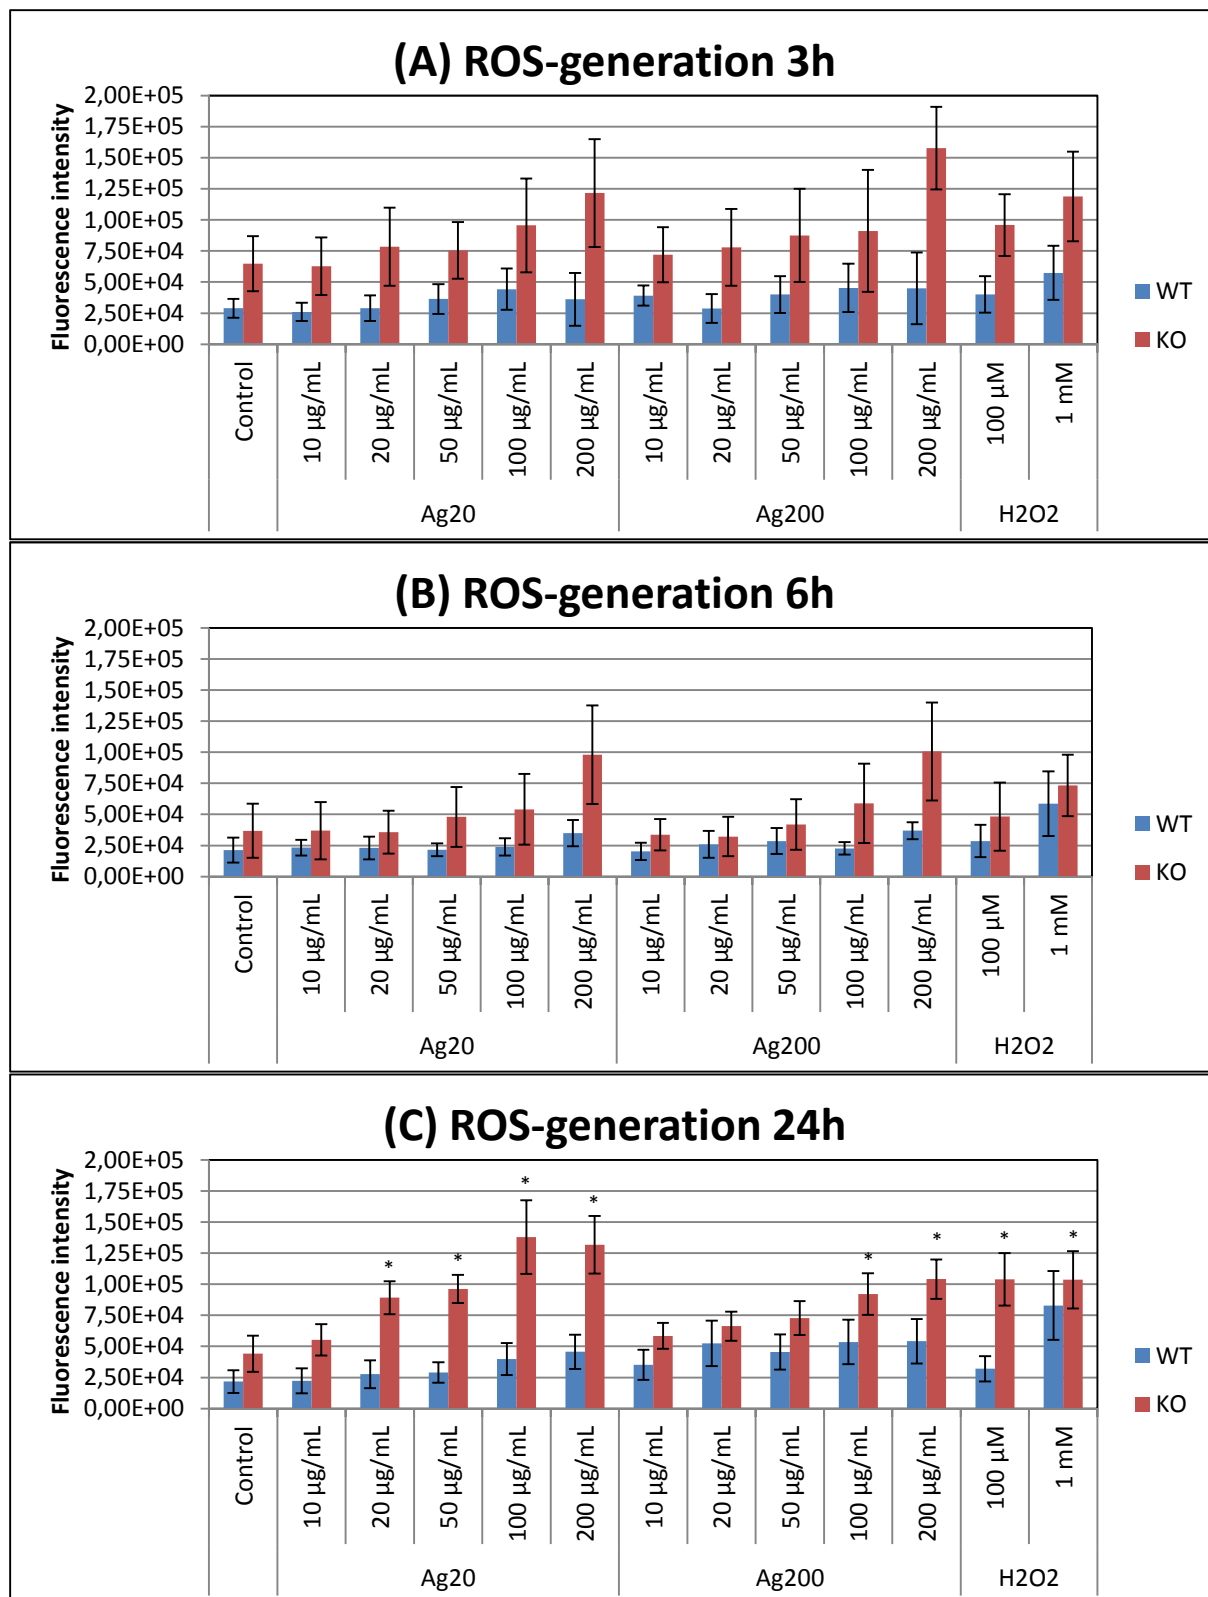 (A) ROS-generation 3h
Fluorescence intensity
2,00E+05
1,75E+05
1,50E+05
1,25E+05
1,00E+05
7,50E+04
5,00E+04
2,50E+04
0,00E+00
WT
KO
Control
10 µg/mL
20 µg/mL
50 µg/mL
100 µg/mL
200 µg/mL
10 µg/mL
20 µg/mL
50 µg/mL
100 µg/mL
200 µg/mL
100 µM
1 mM
Ag20
Ag200
H2O2
(B) ROS-generation 6h
Fluorescence intensity
2,00E+05
1,75E+05
1,50E+05
1,25E+05
1,00E+05
7,50E+04
5,00E+04
2,50E+04
0,00E+00
WT
KO
Control
10 µg/mL
20 µg/mL
50 µg/mL
100 µg/mL
200 µg/mL
10 µg/mL
20 µg/mL
50 µg/mL
100 µg/mL
200 µg/mL
100 µM
1 mM
Ag20
Ag200
H2O2
(C) ROS-generation 24h
Fluorescence intensity
2,00E+05
1,75E+05
1,50E+05
1,25E+05
1,00E+05
7,50E+04
5,00E+04
2,50E+04
0,00E+00
* * * * * * * *
WT
KO
Control
10 µg/mL
20 µg/mL
50 µg/mL
100 µg/mL
200 µg/mL
10 µg/mL
20 µg/mL
50 µg/mL
100 µg/mL
200 µg/mL
100 µM
1 mM
Ag20
Ag200
H2O2